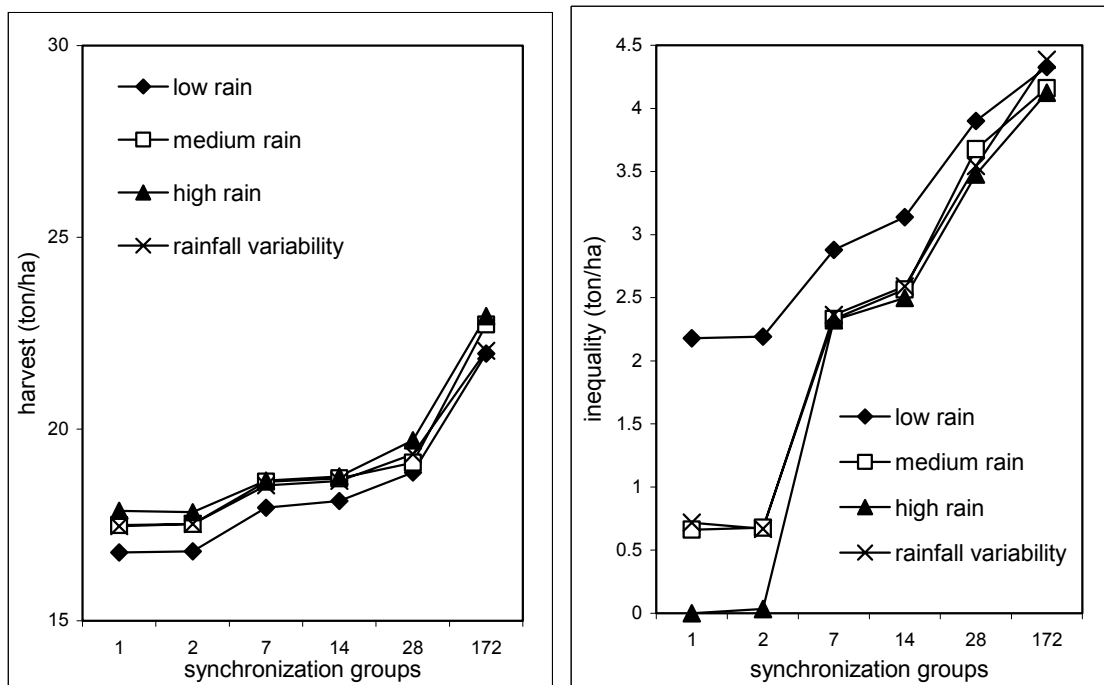 30
25
20
15
harvest (ton/ha)
low rain
medium rain
high rain
rainfall variability
1 2 7 14 28 172
synchronization groups
4.5
4
3.5
3
2.5
2
1.5
1
0.5
0
inequality (ton/ha)
low rain
medium rain
high rain
rainfall variability
1 2 7 14 28 172
synchronization groups